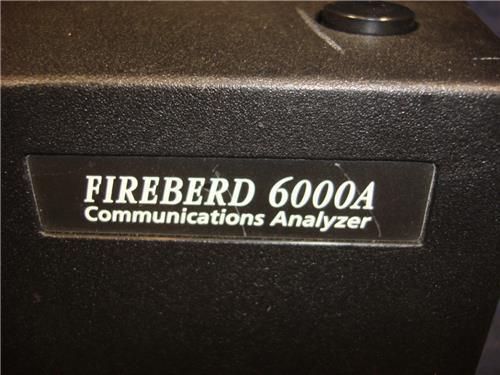 FIREBERD 6000A
Communications Analyzer